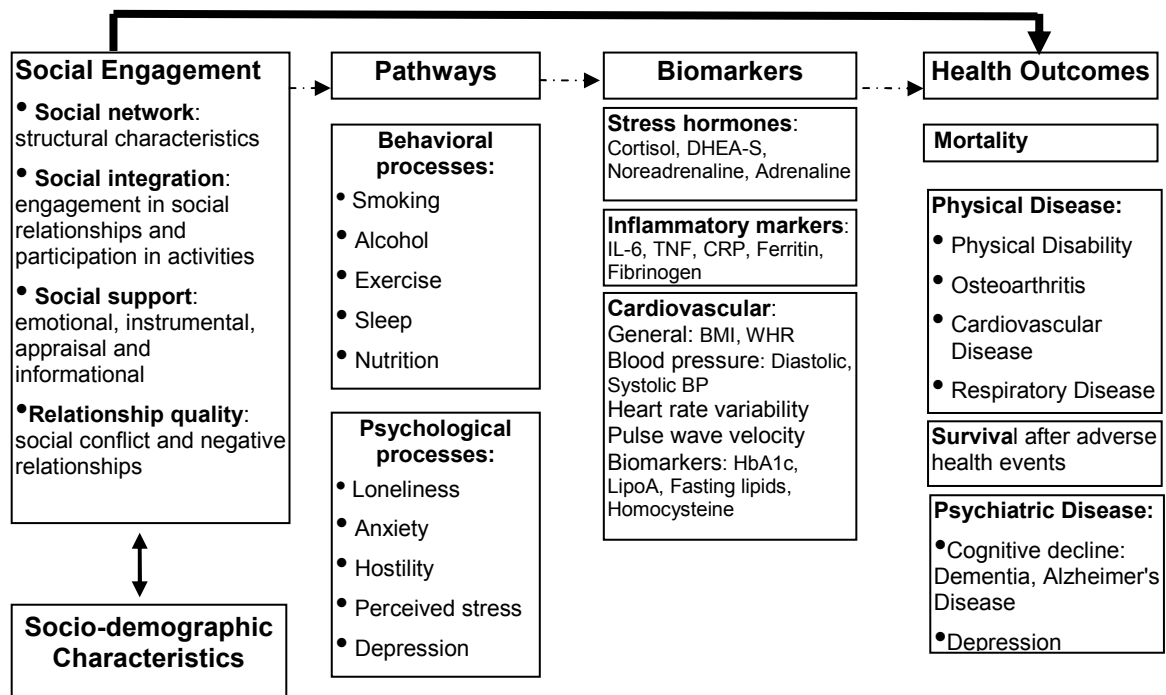 Social Engagement
• Social network:
structural characteristics
• Social integration:
engagement in social
relationships and
participation in activities
• Social support:
emotional, instrumental,
appraisal and
informational
•Relationship quality:
social conflict and negative
relationships
Socio-demographic
Characteristics
Pathways
Behavioral
processes:
• Smoking
• Alcohol
• Exercise
• Sleep
• Nutrition
Psychological
processes:
• Loneliness
• Anxiety
• Hostility
• Perceived stress
• Depression
Biomarkers
Stress hormones:
Cortisol, DHEA-S,
Noreadrenaline, Adrenaline
Inflammatory markers:
IL-6, TNF, CRP, Ferritin,
Fibrinogen
Cardiovascular:
General: BMI, WHR
Blood pressure: Diastolic,
Systolic BP
Heart rate variability
Pulse wave velocity
Biomarkers: HbA1c,
LipoA, Fasting lipids,
Homocysteine
Health Outcomes
Mortality
Physical Disease:
• Physical Disability
• Osteoarthritis
• Cardiovascular
Disease
• Respiratory Disease
Survival after adverse
health events
Psychiatric Disease:
•Cognitive decline:
Dementia, Alzheimer's
Disease
•Depression